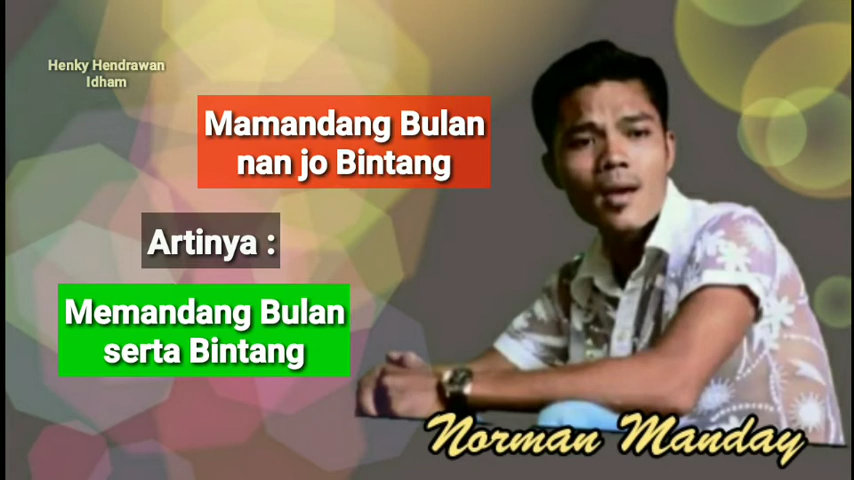 Henky Hendrawan
Idham
Mamandang Bulan
nan jo Bintang
Artinya :
Memandang Bulan
serta Bintang
Norman Manday